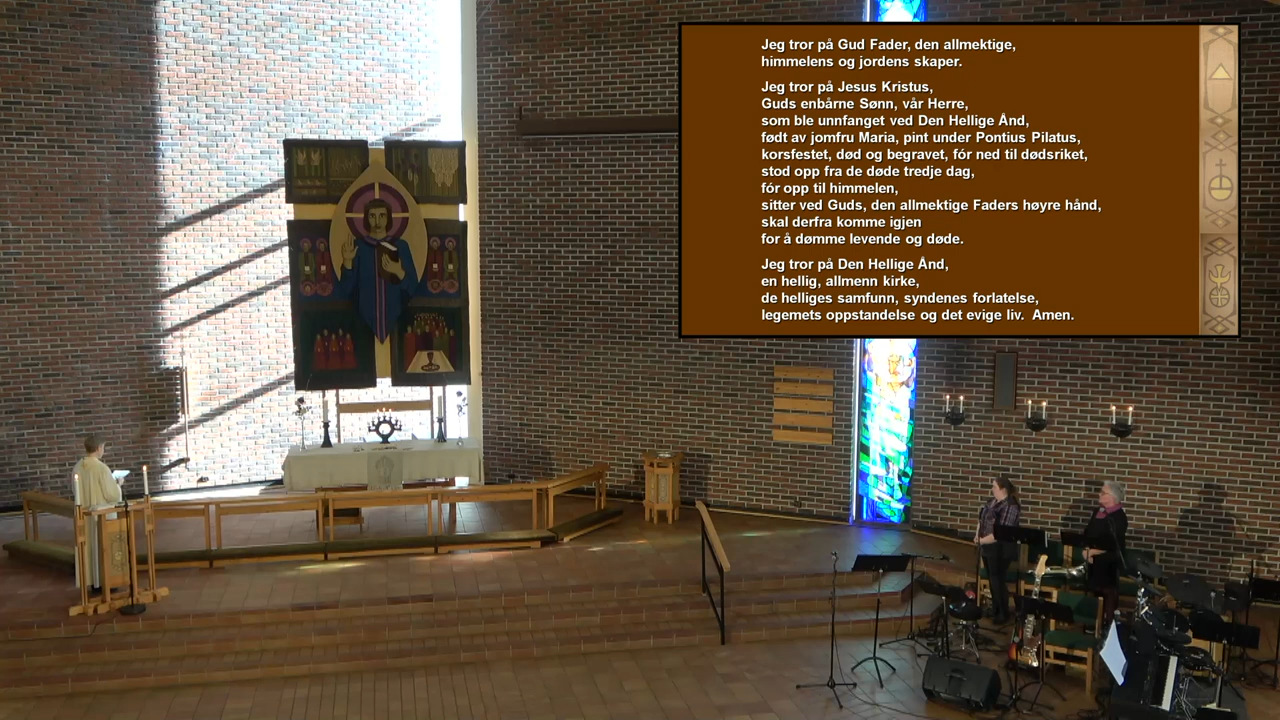 Jeg tror på Gud Fader, den allmektige,
himmelens og jordens skaper.
Jeg tror på Jesus Kristus,
Guds enbårne Sønn, vår Herre,
som ble unnfanget ved Den Hellige Ånd,
født av jomfru Maria, pint under Pontius Pilatus,
korsfestet, død og begravet, fór ned til dødsriket,
stod opp fra de døde tredje dag,
fór opp til himmelen,
sitter ved Guds, den allmektige Faders høyre hånd,
skal derfra komme igjen
for å dømme levende og døde.
Jeg tror på Den Hellige Ånd,
en hellig, allmenn kirke,
de helliges samfunn, syndenes forlatelse,
legemets oppstandelse og det evige liv. Amen.